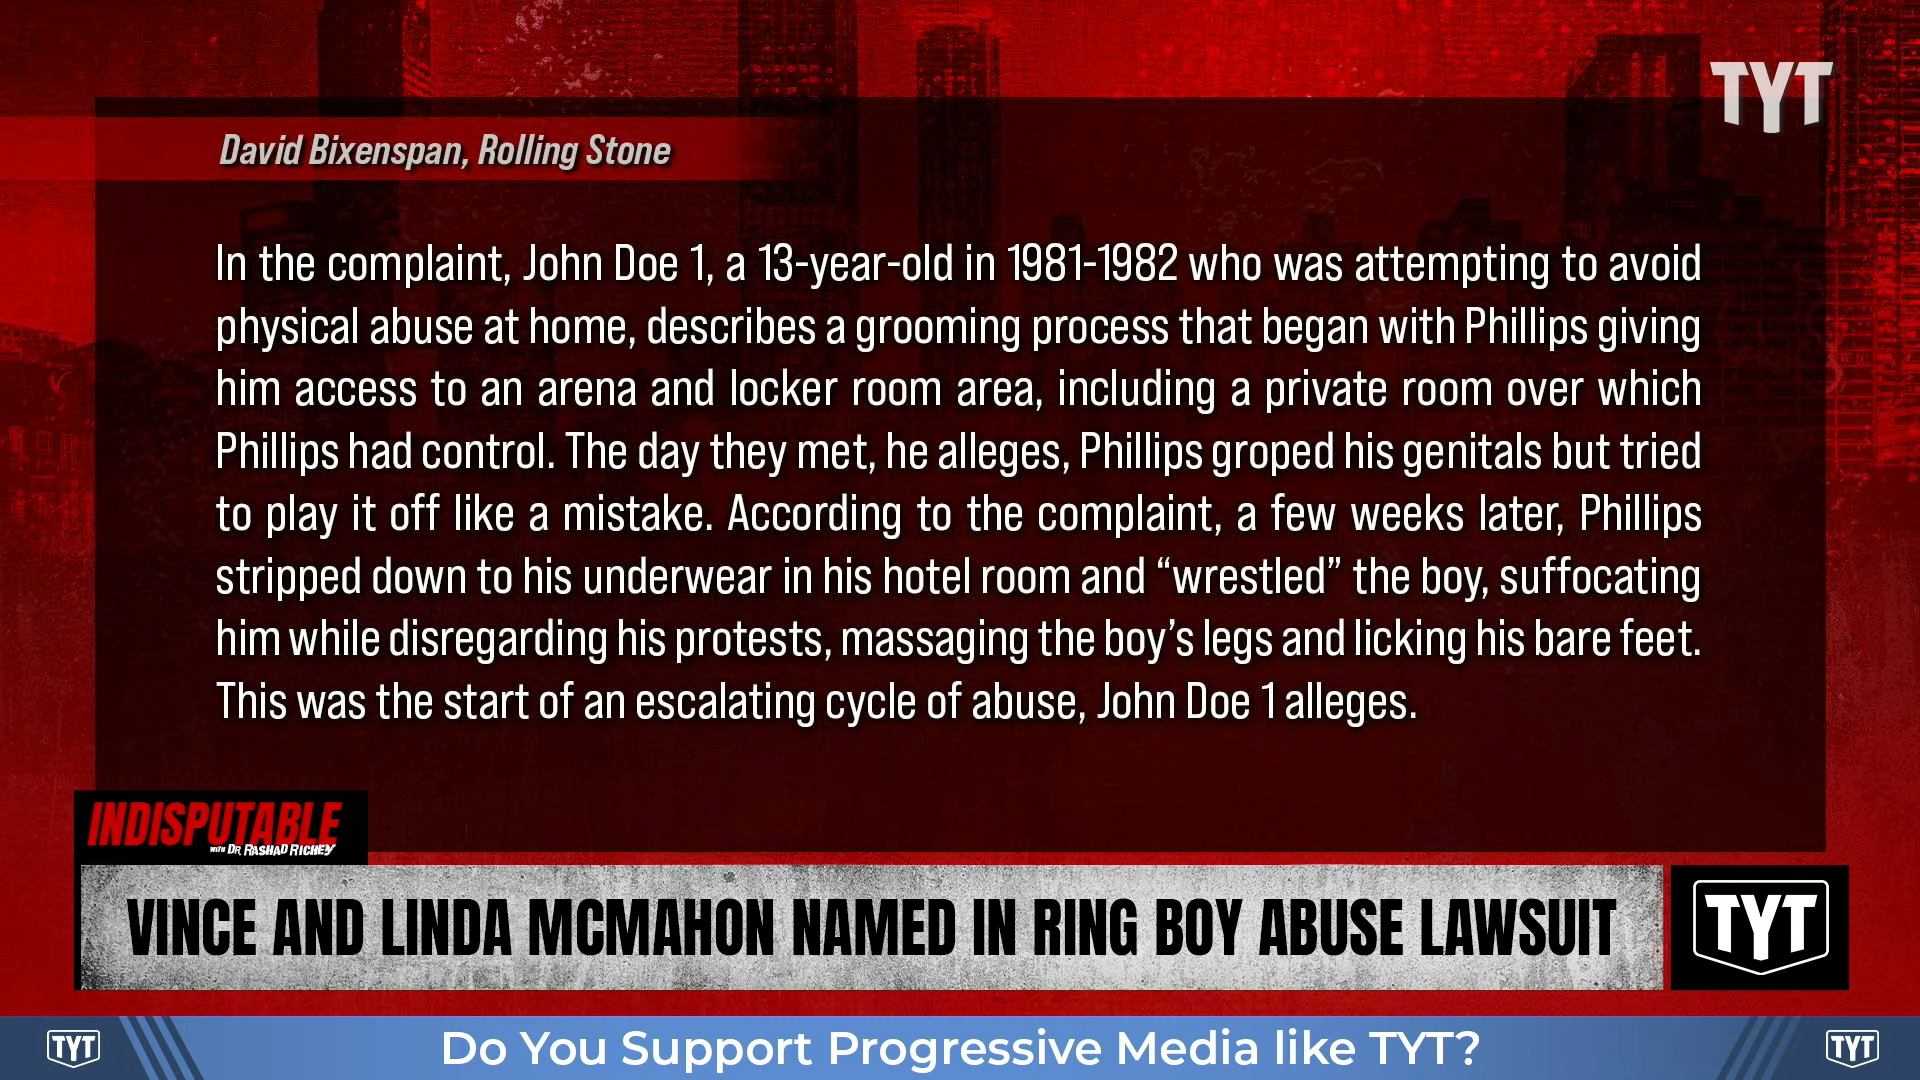 TYT
David Bixenspan, Rolling Stone
In the complaint, John Doe 1, a 13-year-old in 1981-1982 who was attempting to avoid
physical abuse at home, describes a grooming process that began with Phillips giving
him access to an arena and locker room area, including a private room over which
Phillips had control. The day they met, he alleges, Phillips groped his genitals but tried
to play it off like a mistake. According to the complaint, a few weeks later, Phillips
stripped down to his underwear in his hotel room and “wrestled” the boy, suffocating
him while disregarding his protests, massaging the boy’s legs and licking his bare feet.
This was the start of an escalating cycle of abuse, John Doe 1 alleges.
INDISPUTABLE
WITH DR RASHAD RICHEY
VINCE AND LINDA MCMAHON NAMED IN RING BOY ABUSE LAWSUIT
TYT
TYT
Do You Support Progressive Media like TYT?
TYT